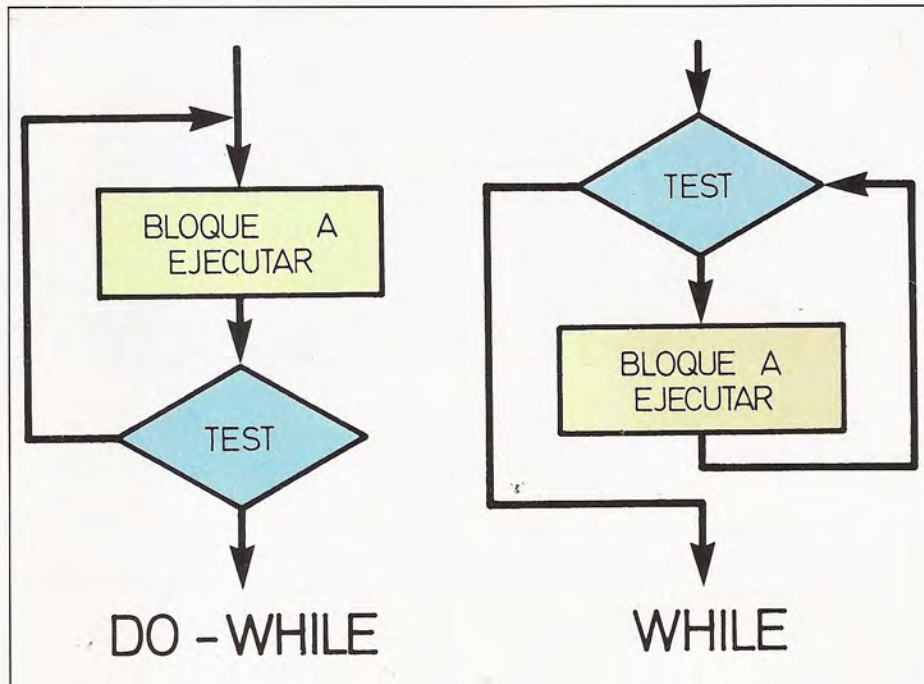 BLOQUE A
EJECUTAR
TEST
DO - WHILE
TEST
BLOQUE A
EJECUTAR
WHILE